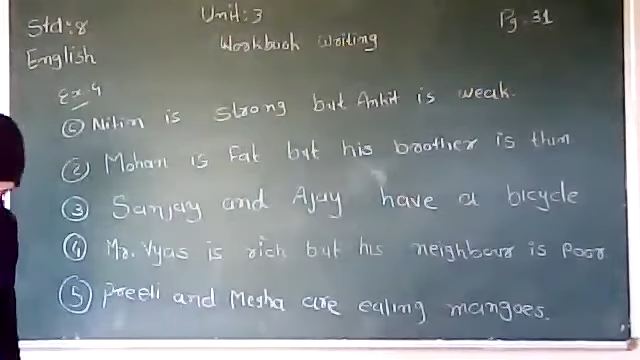 Std: 8
Unit: 3
Pg. 31
English
Workbook Writing
Ex. 4
① Nitin is strong but Ankit is weak.
② Mohan is Fat but his brother is thin
③ Sanjay and Ajay have a bicycle
④ Mr. Vyas is rich but his neighbour is Poor
⑤ Preeti and Megha are eating mangoes.